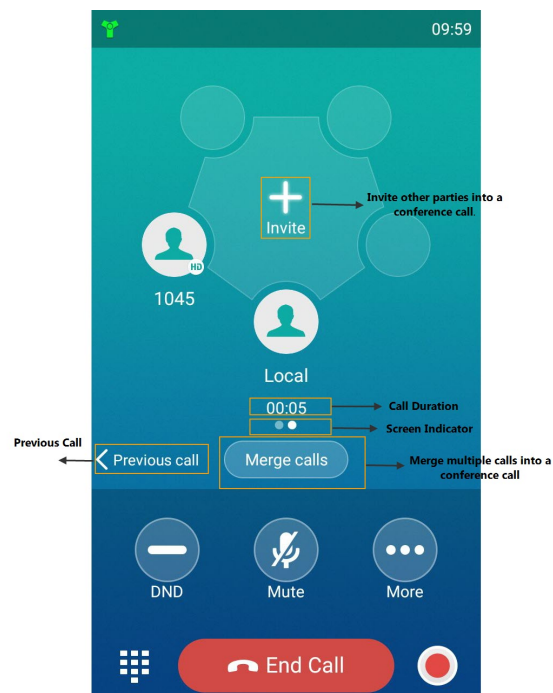 09:59
Invite
Invite other parties into a
conference call.
HD
1045
Local
00:05
Call Duration
Screen Indicator
Previous Call
Previous call
Merge calls
Merge multiple calls into a
conference call
DND
Mute
More
End Call